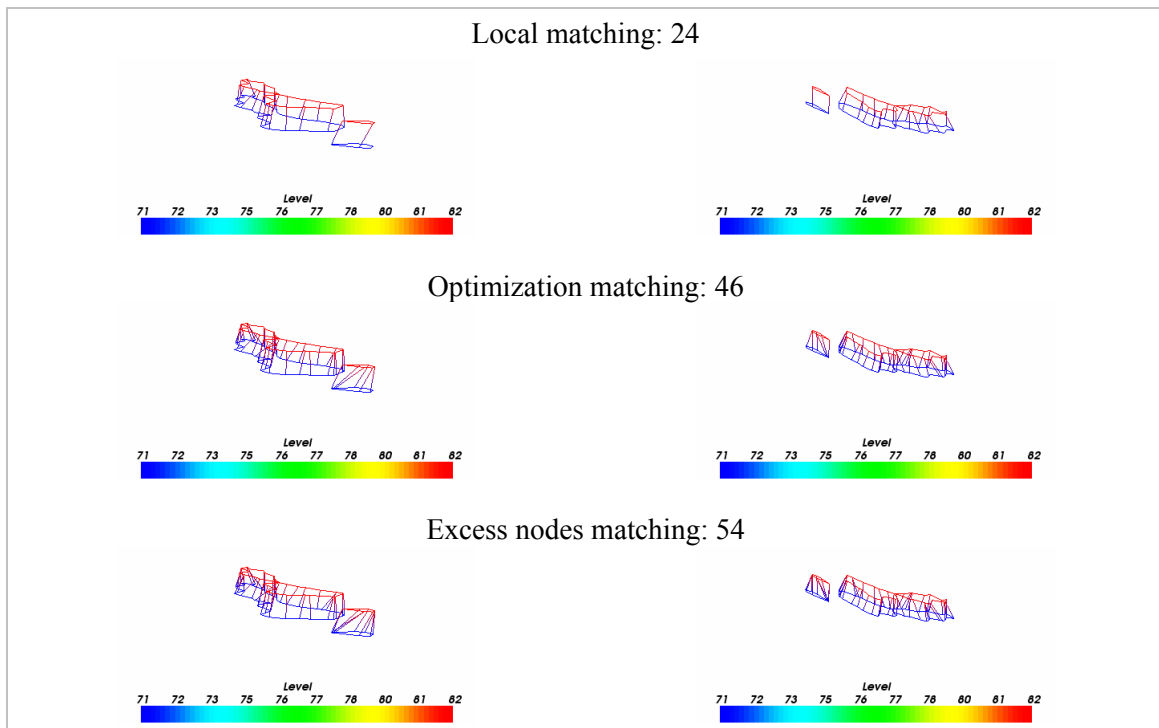 Local matching: 24
Level Level
71 72 73 75 76 77 78 80 81 82 71 72 73 75 76 77 78 80 81 82
Optimization matching: 46
Level Level
71 72 73 75 76 77 78 80 81 82 71 72 73 75 76 77 78 80 81 82
Excess nodes matching: 54
Level Level
71 72 73 75 76 77 78 80 81 82 71 72 73 75 76 77 78 80 81 82